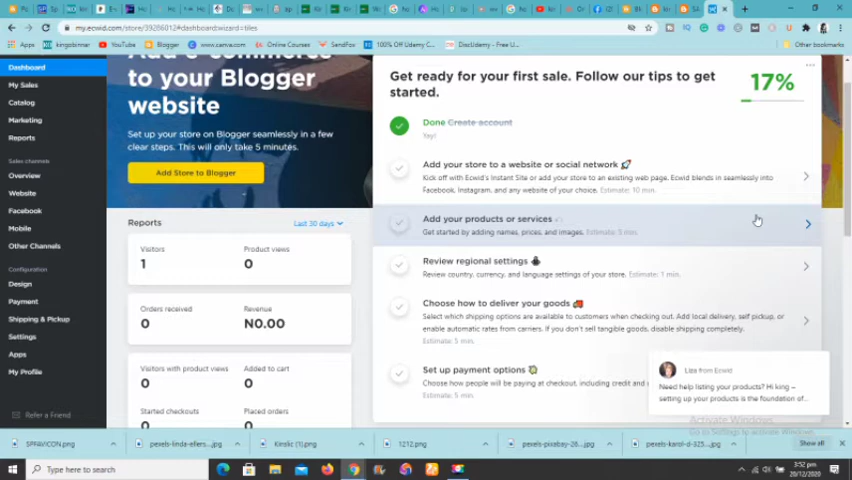 my.ecwid.com/store/39286012#dashboard:wizard=tiles
Apps
kingsdonner
YouTube
Blogger
www.canva.com
Online Courses
SendFox
100% Off Udemy C...
DiscUdemy - Free U...
Other bookmarks
Dashboard
My Sales
Catalog
Marketing
Reports
Sales channels
Overview
Website
Facebook
Mobile
Other Channels
Configuration
Design
Payment
Shipping & Pickup
Settings
Apps
My Profile
Refer a Friend
Add e-commerce
to your Blogger
website
Set up your store on Blogger seamlessly in a few
clear steps. This will only take 5 minutes.
Add Store to Blogger
Reports
Last 30 days
Visitors
1
Product views
0
Orders received
0
Revenue
N0.00
Visitors with product views
0
Added to cart
0
Started checkouts
Placed orders
Get ready for your first sale. Follow our tips to get
started.
17%
Done Create account
Yay!
Add your store to a website or social network
Kick off with Ecwid's Instant Site or add your store to an existing web page. Ecwid blends in seamlessly into
Facebook, Instagram, and any website of your choice. Estimate: 10 min.
Add your products or services
Get started by adding names, prices, and images. Estimate: 5 min.
Review regional settings
Review country, currency, and language settings of your store. Estimate: 1 min.
Choose how to deliver your goods
Select which shipping options are available to customers when checking out. Add local delivery, self pickup, or
enable automatic rates from carriers. If you don't sell tangible goods, disable shipping completely.
Estimate: 5 min.
Set up payment options
Choose how people will be paying at checkout, including credit and
Estimate: 5 min.
Liza from Ecwid
Need help listing your products? Hi king –
setting up your products is the foundation of...
Activate Windows
Go to Settings to activate Windows.
SPFAVICON.png
pexels-linda-ellers....jpg
Kinslic (1).png
1212.png
pexels-pixabay-26....jpg
pexels-karol-d-325....jpg
Show all
Type here to search
3:52 pm
20/12/2020